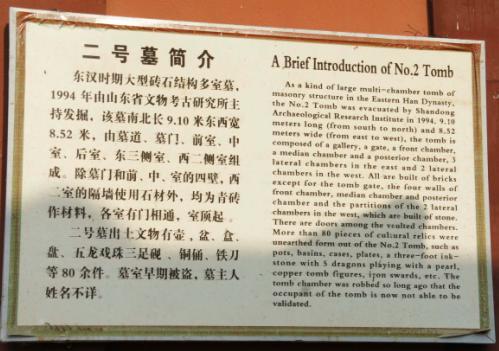 二号墓简介
东汉时期大型砖石结构多室墓,
1994 年由山东省文物考古研究所主
持发掘，该墓南北长 9.10 米东西宽
8.52 米，由墓道、墓门、前室、中
室、后室、东三侧室、西二侧室组
成。除墓门和前、中、室的四壁，西
二室的隔墙使用石材外，均为青砖
作材料，各室有门相通，室顶起。
二号墓出土文物有壶，盆、盒、
盘、五龙戏珠三足砚、铜俑、铁刀
等 80 余件。墓室早期被盗，墓主人
姓名不详。
A Brief Introduction of No.2 Tomb
As a kind of large multi-chamber tomb of
masonry structure in the Eastern Han Dynasty,
the No.2 Tomb was evacuated by Shandong
Archaeological Research Institute in 1994. 9.10
meters long (from south to north) and 8.52
meters wide (from east to west), the tomb is
composed of a gallery, a gate, a front chamber,
a median chamber and a posterior chamber, 3
lateral chambers in the east and 2 lateral
chambers in the west. All are built of bricks
except for the tomb gate, the four walls of
front chamber, median chamber and posterior
chamber and the partitions of the 2 lateral
chambers in the west, which are built of stone.
There are doors among the vaulted chambers.
More than 80 pieces of cultural relics were
unearthed form out of the No.2 Tomb, such as
pots, basins, cases, plates, a three-foot ink-
stone with 5 dragons playing with a pearl,
copper tomb figures, iron swards, etc. The
tomb chamber was robbed so long ago that the
occupant of the tomb is now not able to be
validated.